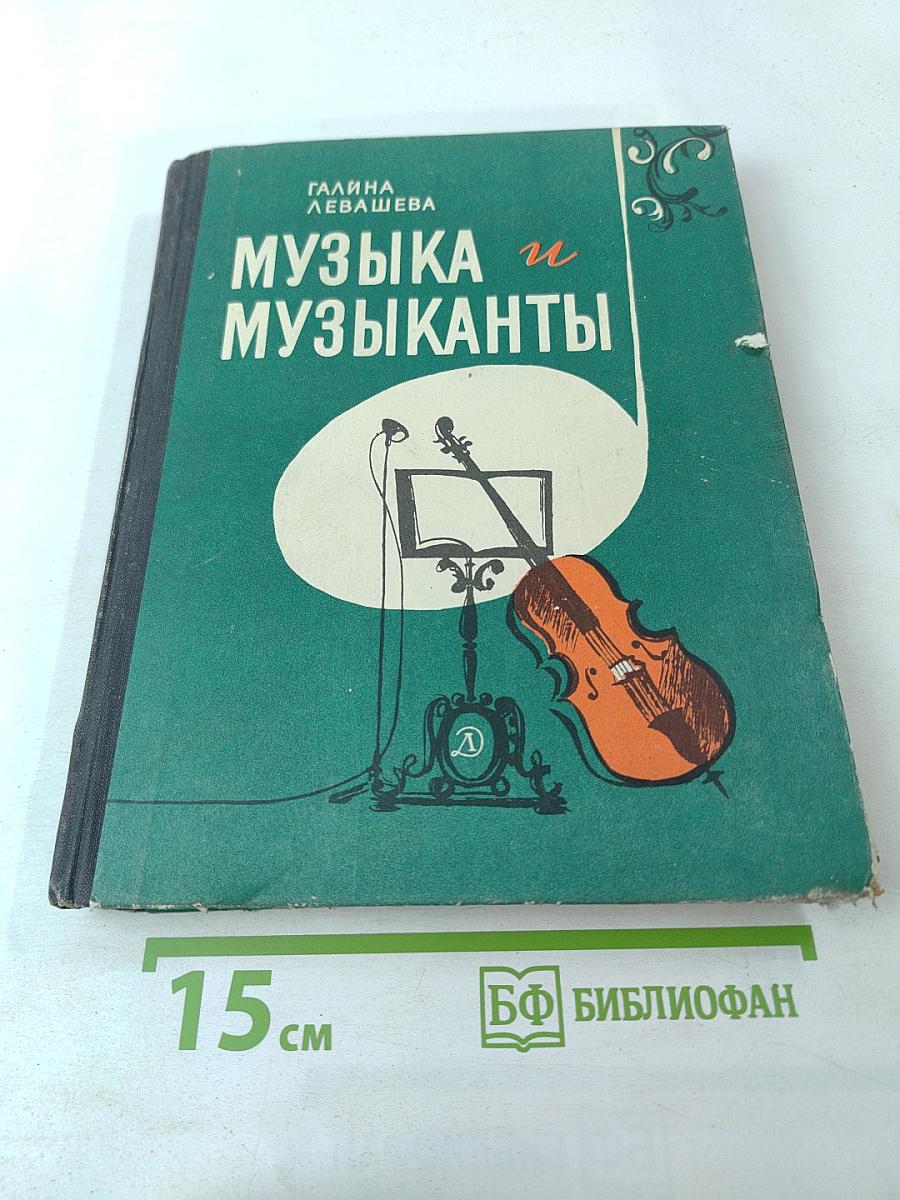 ГАЛИНА
ЛЕВАШЕВА
МУЗЫКА и
МУЗЫКАНТЫ
Д
15 см
БФ БИБЛИОФАН